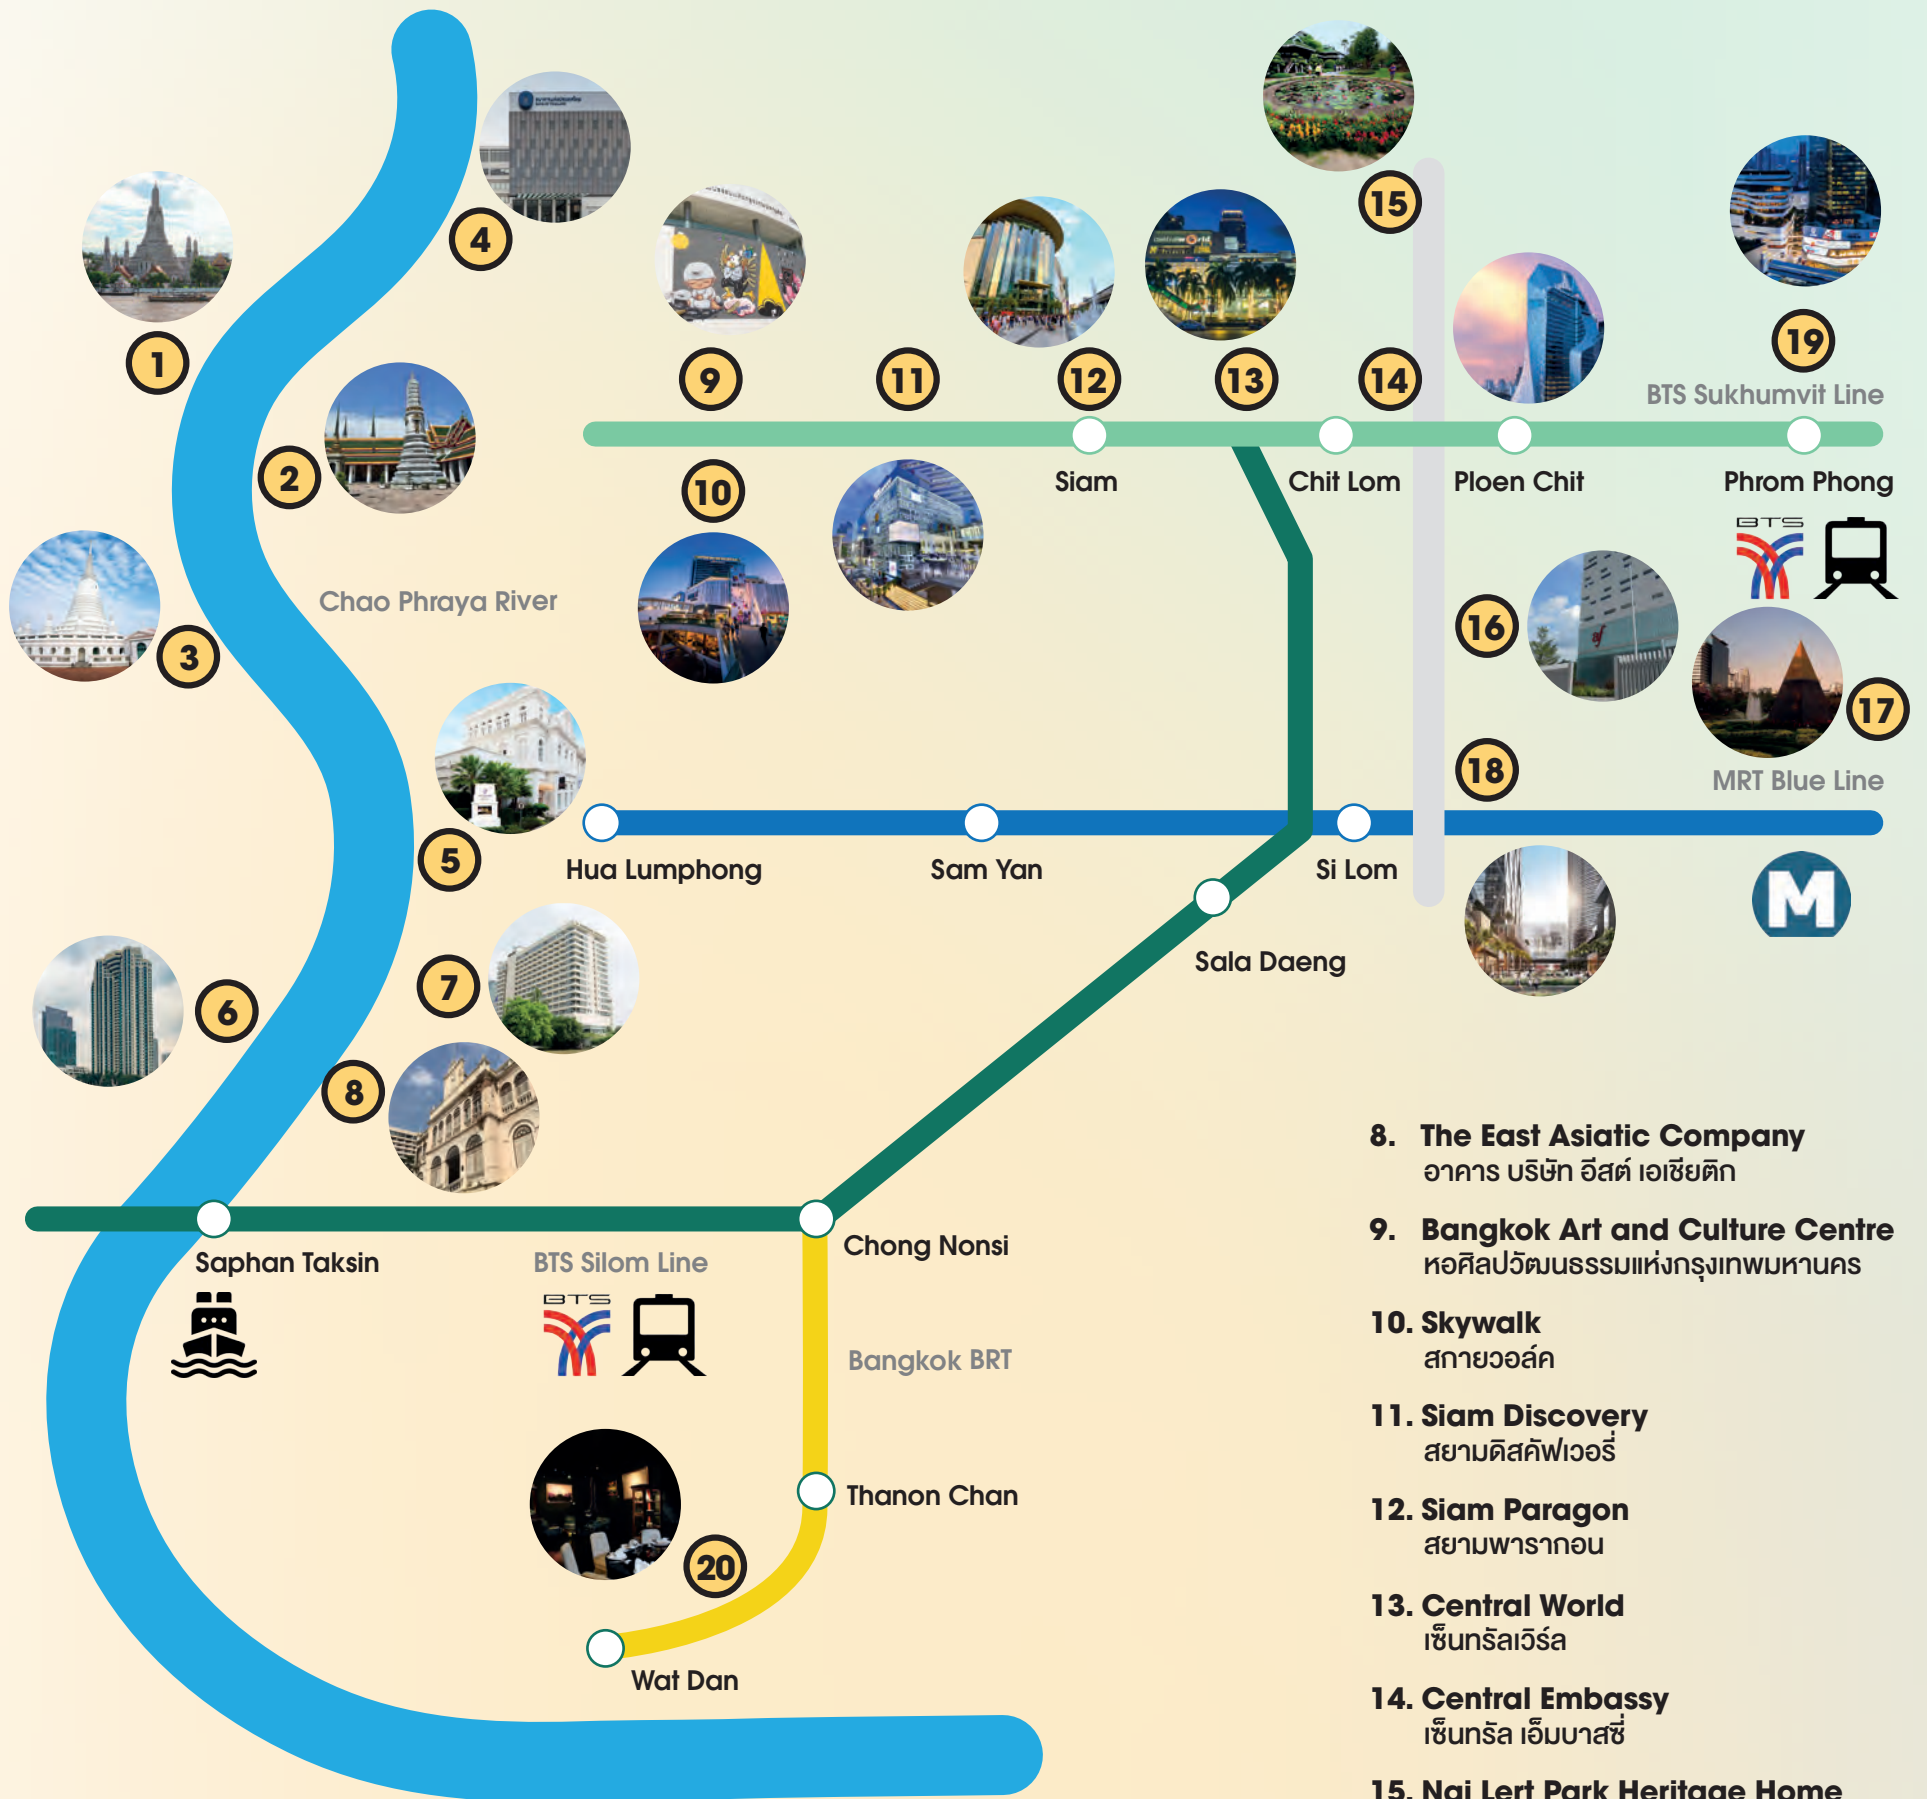 15
4
1
9
11
12
13
14
19
BTS Sukhumvit Line
2
10
Siam
Chit Lom
Ploen Chit
Phrom Phong
BTS
Chao Phraya River
3
16
17
18
MRT Blue Line
5
Hua Lumphong
Sam Yan
Si Lom
M
Sala Daeng
7
6
8
Saphan Taksin
BTS Silom Line
BTS
Chong Nonsi
Bangkok BRT
Thanon Chan
20
Wat Dan
8. The East Asiatic Company
อาคาร บริษัท อีสต์ เอเชียติก
9. Bangkok Art and Culture Centre
หอศิลปวัฒนธรรมแห่งกรุงเทพมหานคร
10. Skywalk
สกายวอล์ค
11. Siam Discovery
สยามดิสคัฟเวอรี่
12. Siam Paragon
สยามพารากอน
13. Central World
เซ็นทรัลเวิร์ล
14. Central Embassy
เซ็นทรัล เอ็มบาสซี่
15. Nai Lert Park Heritage Home